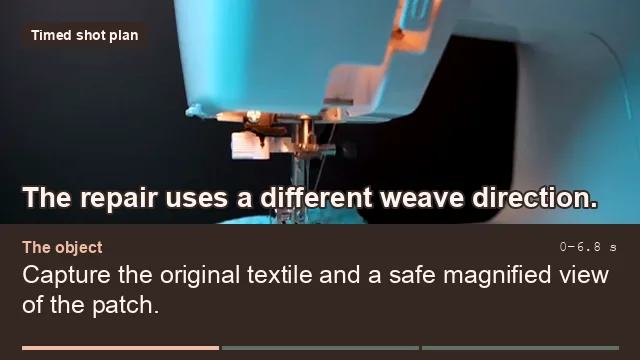 Timed shot plan
The repair uses a different weave direction.
The object
0–6.8 s
Capture the original textile and a safe magnified view
of the patch.